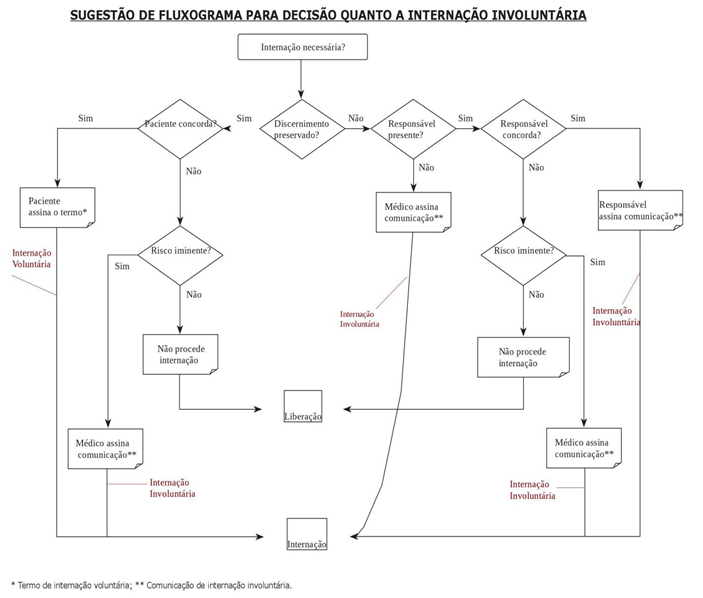 SUGESTÃO DE FLUXOGRAMA PARA DECISÃO QUANTO A INTERNAÇÃO INVOLUNTÁRIA
Internação necessária?
Sim
Paciente concorda?
Sim
Discernimento
preservado?
Não
Responsável
presente?
Sim
Responsável
concorda?
Sim
Não
Não
Não
Paciente
assina o termo*
Médico assina
comunicação**
Responsável
assina comunicação**
Internação
Voluntária
Risco iminente?
Sim
Não
Risco iminente?
Sim
Não
Internação
Involuntária
Internação
Involunttária
Não procede
internação
Não procede
internação
Liberação
Médico assina
comunicação**
Médico assina
comunicação**
Internação
Involuntária
Internação
Involuntária
Internação
* Termo de internação voluntária; ** Comunicação de internação involuntária.